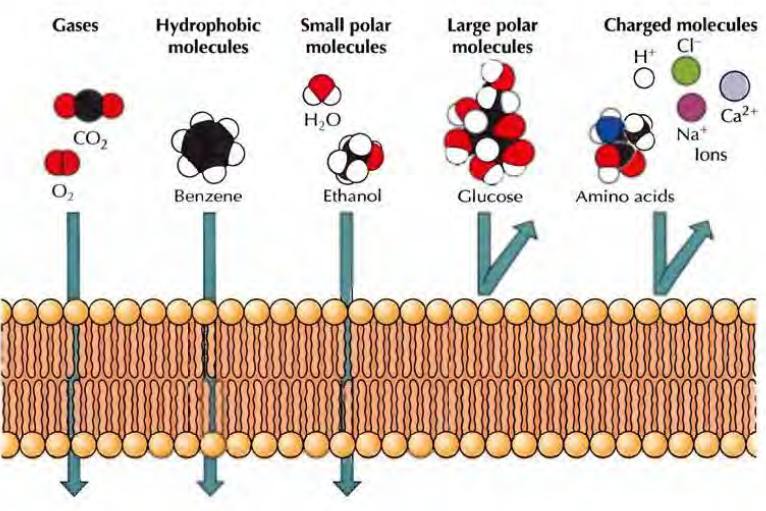 Gases
Hydrophobic
molecules
Small polar
molecules
Large polar
molecules
Charged molecules
CO₂
O₂
Benzene
H₂O
Ethanol
Glucose
H⁺
Cl⁻
Na⁺
Ca²⁺
Ions
Amino acids